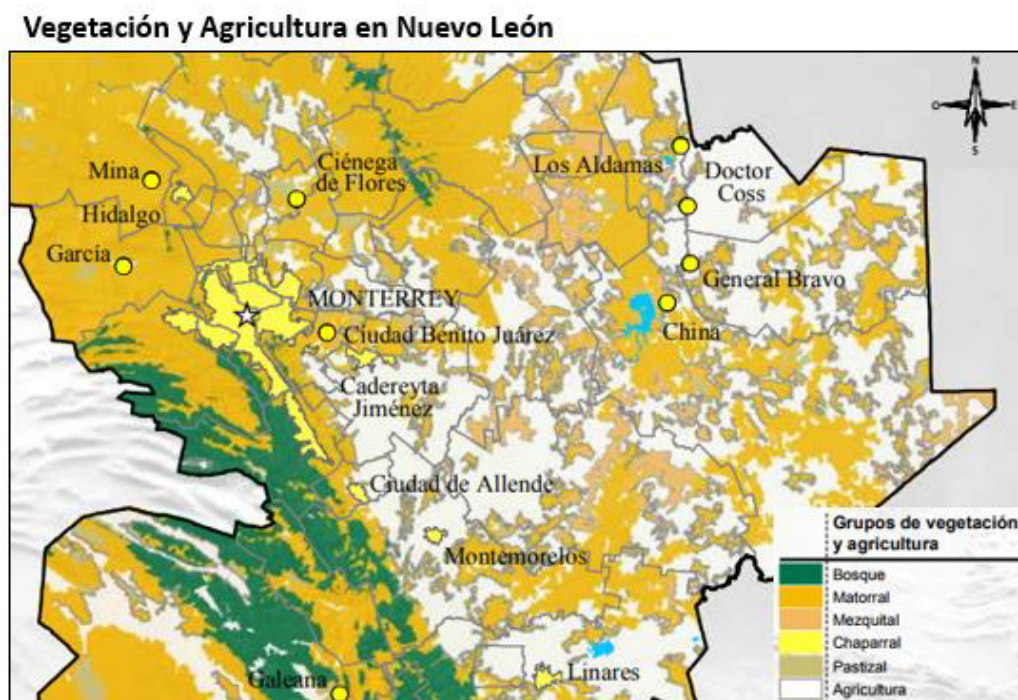 Vegetación y Agricultura en Nuevo León
N
O
E
S
Mina
Ciénega
de Flores
Los Aldamas
Doctor
Coss
Hidalgo
García
General Bravo
MONTERREY
China
Ciudad Benito Juárez
Cadereyta
Jiménez
Ciudad de Allende
Montemorelos
Linares
Galeana
Grupos de vegetación
y agricultura
Bosque
Matorral
Mezquital
Chaparral
Pastizal
Agricultura